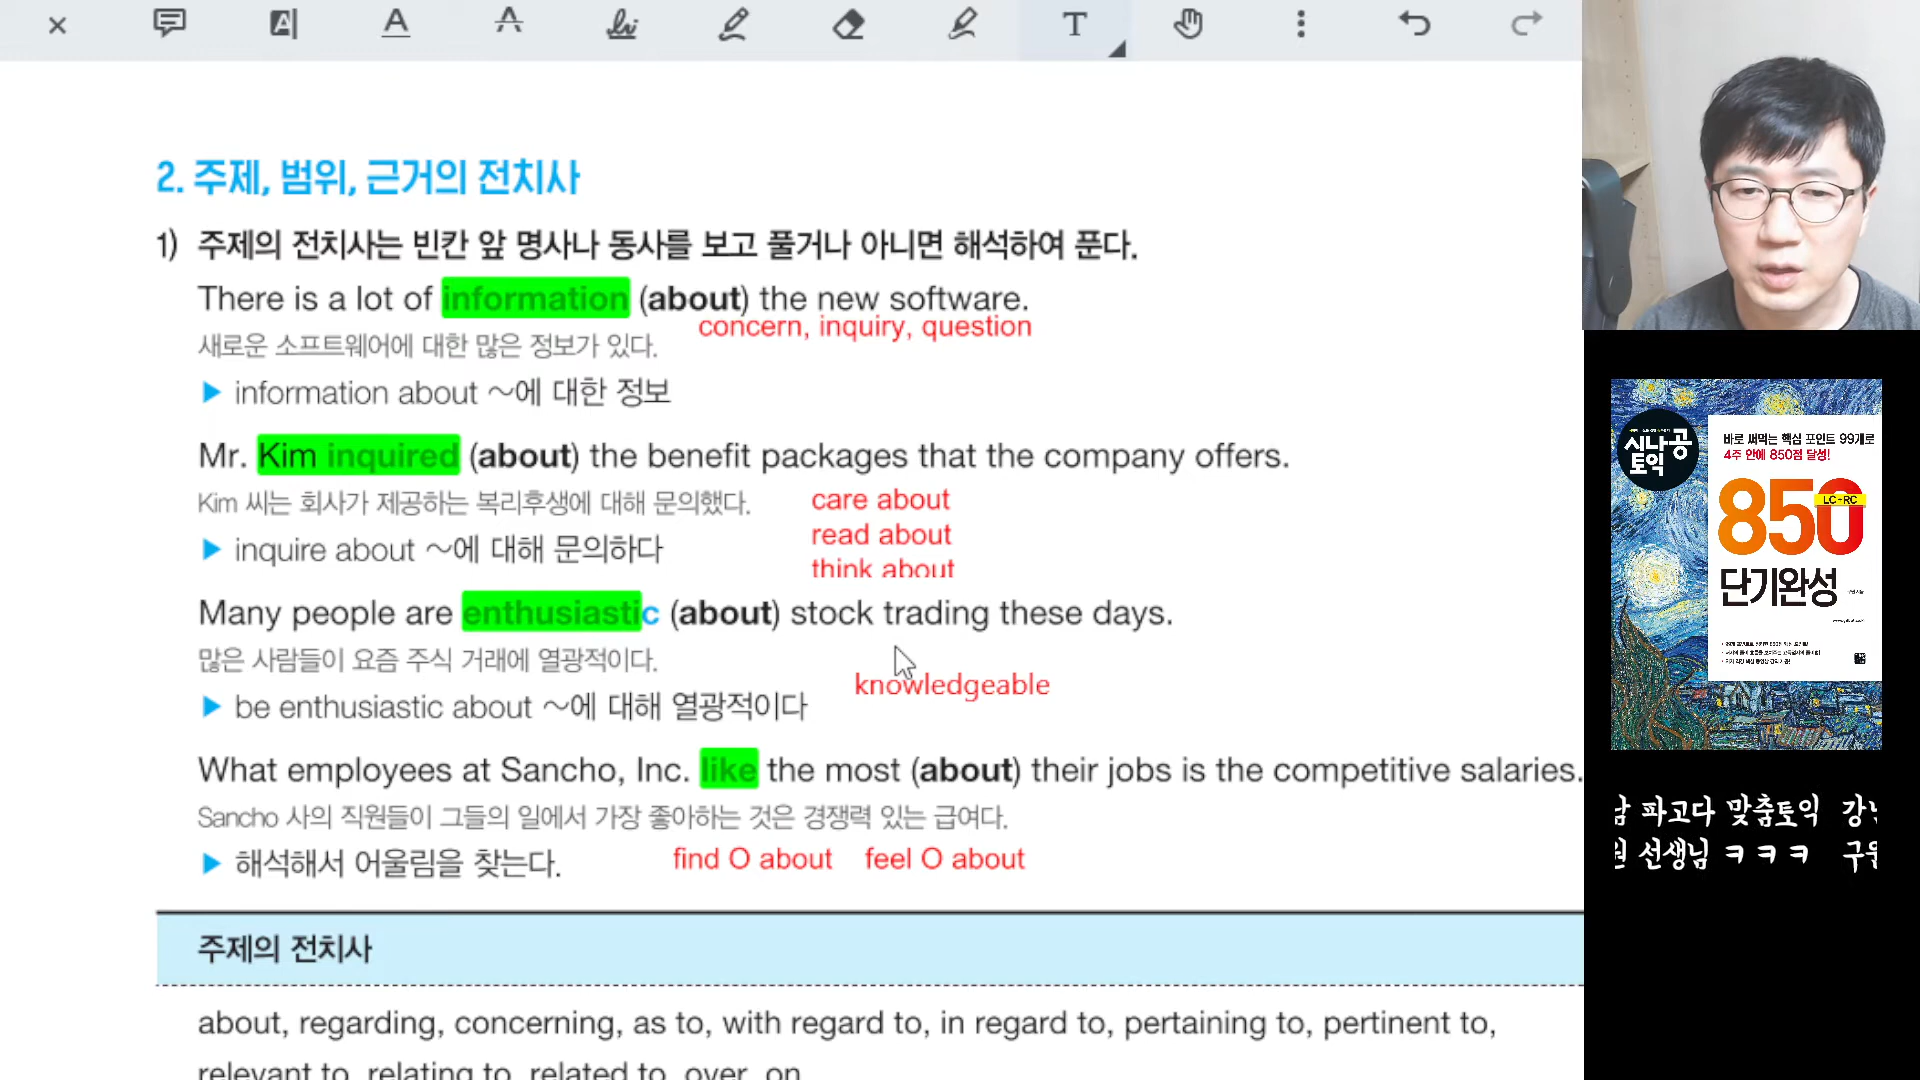 2. 주제, 범위, 근거의 전치사
1) 주제의 전치사는 빈칸 앞 명사나 동사를 보고 풀거나 아니면 해석하여 푼다.
There is a lot of information (about) the new software.
concern, inquiry, question
새로운 소프트웨어에 대한 많은 정보가 있다.
▶ information about ～에 대한 정보
Mr. Kim inquired (about) the benefit packages that the company offers.
Kim 씨는 회사가 제공하는 복리후생에 대해 문의했다.
care about
read about
▶ inquire about ～에 대해 문의하다
think about
Many people are enthusiastic (about) stock trading these days.
많은 사람들이 요즘 주식 거래에 열광적이다.
knowledgeable
▶ be enthusiastic about ～에 대해 열광적이다
What employees at Sancho, Inc. like the most (about) their jobs is the competitive salaries.
Sancho 사의 직원들이 그들의 일에서 가장 좋아하는 것은 경쟁력 있는 급여다.
▶ 해석해서 어울림을 찾는다.
find O about feel O about
주제의 전치사
about, regarding, concerning, as to, with regard to, in regard to, pertaining to, pertinent to,
relevant to, relating to, related to, over, on
시나공
토익
바로 써먹는 핵심 포인트 99개로
4주 안에 850점 달성!
LC+RC
850
단기완성
파고다 맞춤토익
선생님 ㅋㅋㅋ